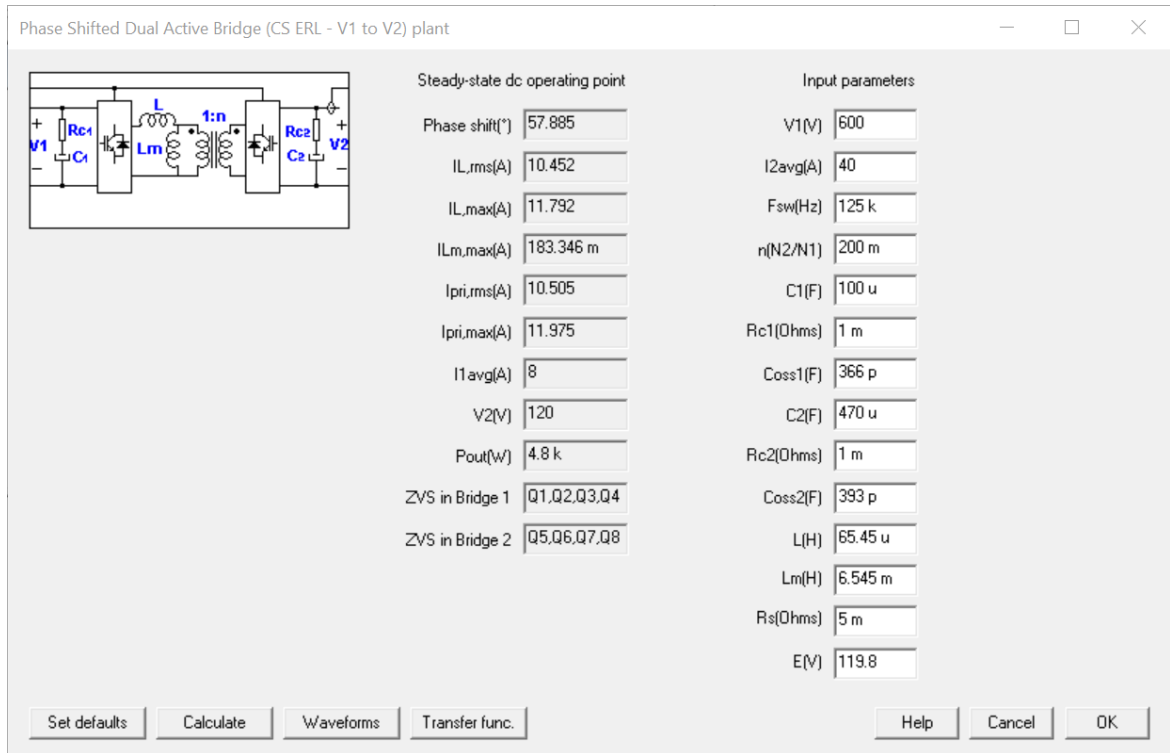 Phase Shifted Dual Active Bridge (CS ERL - V1 to V2) plant
Steady-state dc operating point
Input parameters
L
1:n
+ Rc1 Rc2 +
V1 Lm V2
C1 C2
Phase shift(°) 57.885 V1(V) 600
IL,rms(A) 10.452 I2avg(A) 40
IL,max(A) 11.792 Fsw(Hz) 125 k
ILm,max(A) 183.346 m n(N2/N1) 200 m
Ipri,rms(A) 10.505 C1(F) 100 u
Ipri,max(A) 11.975 Rc1(Ohms) 1 m
I1avg(A) 8 Coss1(F) 366 p
V2(V) 120 C2(F) 470 u
Pout(W) 4.8 k Rc2(Ohms) 1 m
ZVS in Bridge 1 Q1,Q2,Q3,Q4 Coss2(F) 393 p
ZVS in Bridge 2 Q5,Q6,Q7,Q8 L(H) 65.45 u
Lm(H) 6.545 m
Rs(Ohms) 5 m
E(V) 119.8
Set defaults Calculate Waveforms Transfer func. Help Cancel OK